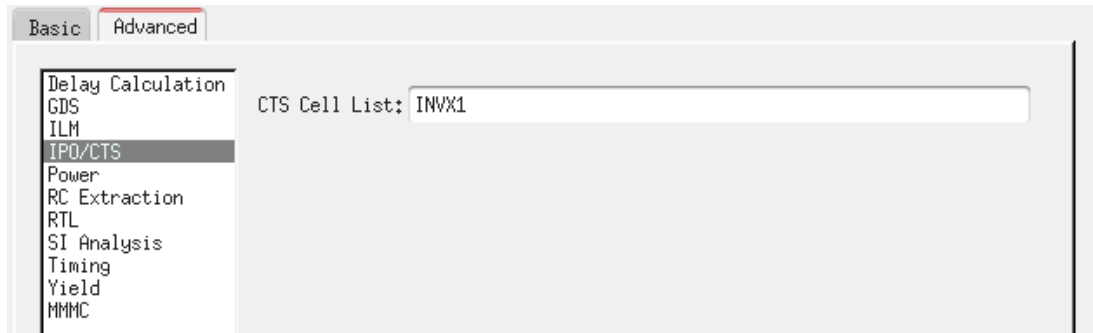 Basic Advanced
Delay Calculation
GDS
CTS Cell List: INVX1
ILM
IPO/CTS
Power
RC Extraction
RTL
SI Analysis
Timing
Yield
MMMC